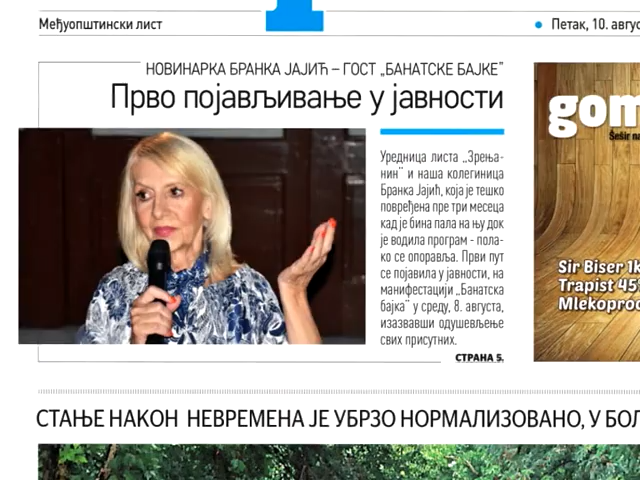 Међуопштински лист
Петак, 10. авгус
НОВИНАРКА БРАНКА ЈАЈИЋ – ГОСТ „БАНАТСКЕ БАЈКЕ”
Прво појављивање у јавности
Уредница листа „Зрења-
нин” и наша колегиница
Бранка Јајић, која је тешко
повређена пре три месеца
кад је бина пала на њу док
је водила програм - пола-
ко се опоравља. Први пут
се појавила у јавности, на
манифестацији „Банатска
бајка” у среду, 8. августа,
изазвавши одушевљење
свих присутних.
СТРАНА 5.
gom
Šešir na
Sir Biser 1k
Trapist 45%
Mlekoproc
СТАЊЕ НАКОН НЕВРЕМЕНА ЈЕ УБРЗО НОРМАЛИЗОВАНО, У БОЛ